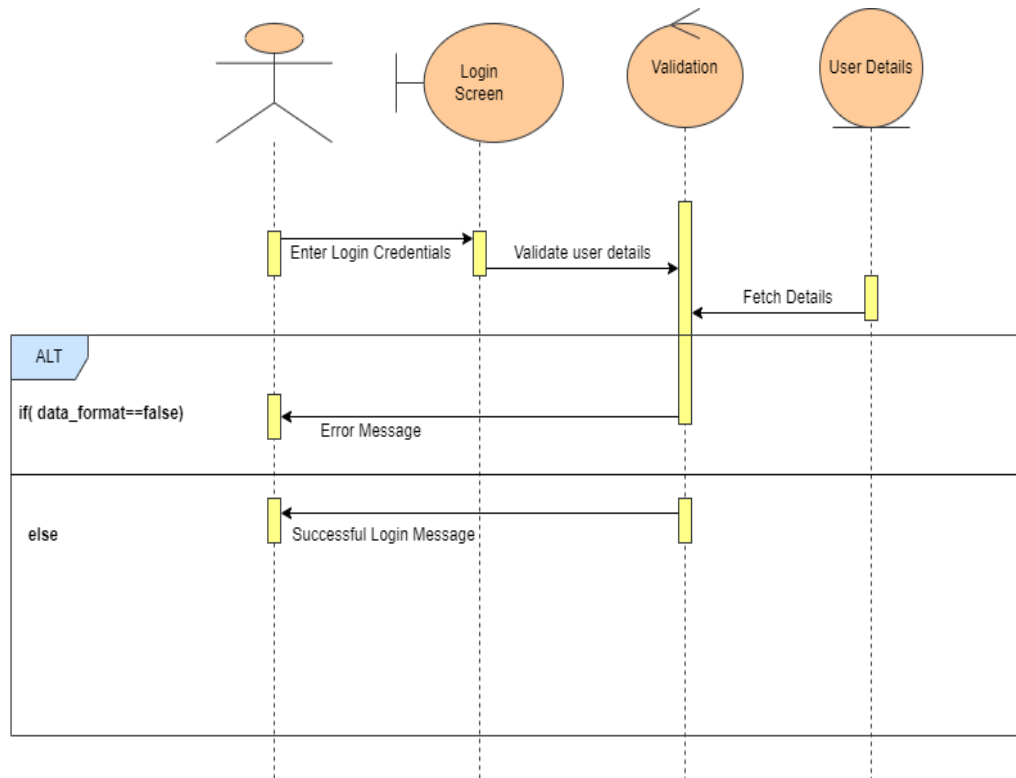 Login
Screen
Validation
User Details
Enter Login Credentials
Validate user details
Fetch Details
ALT
if( data_format==false)
Error Message
Successful Login Message
else